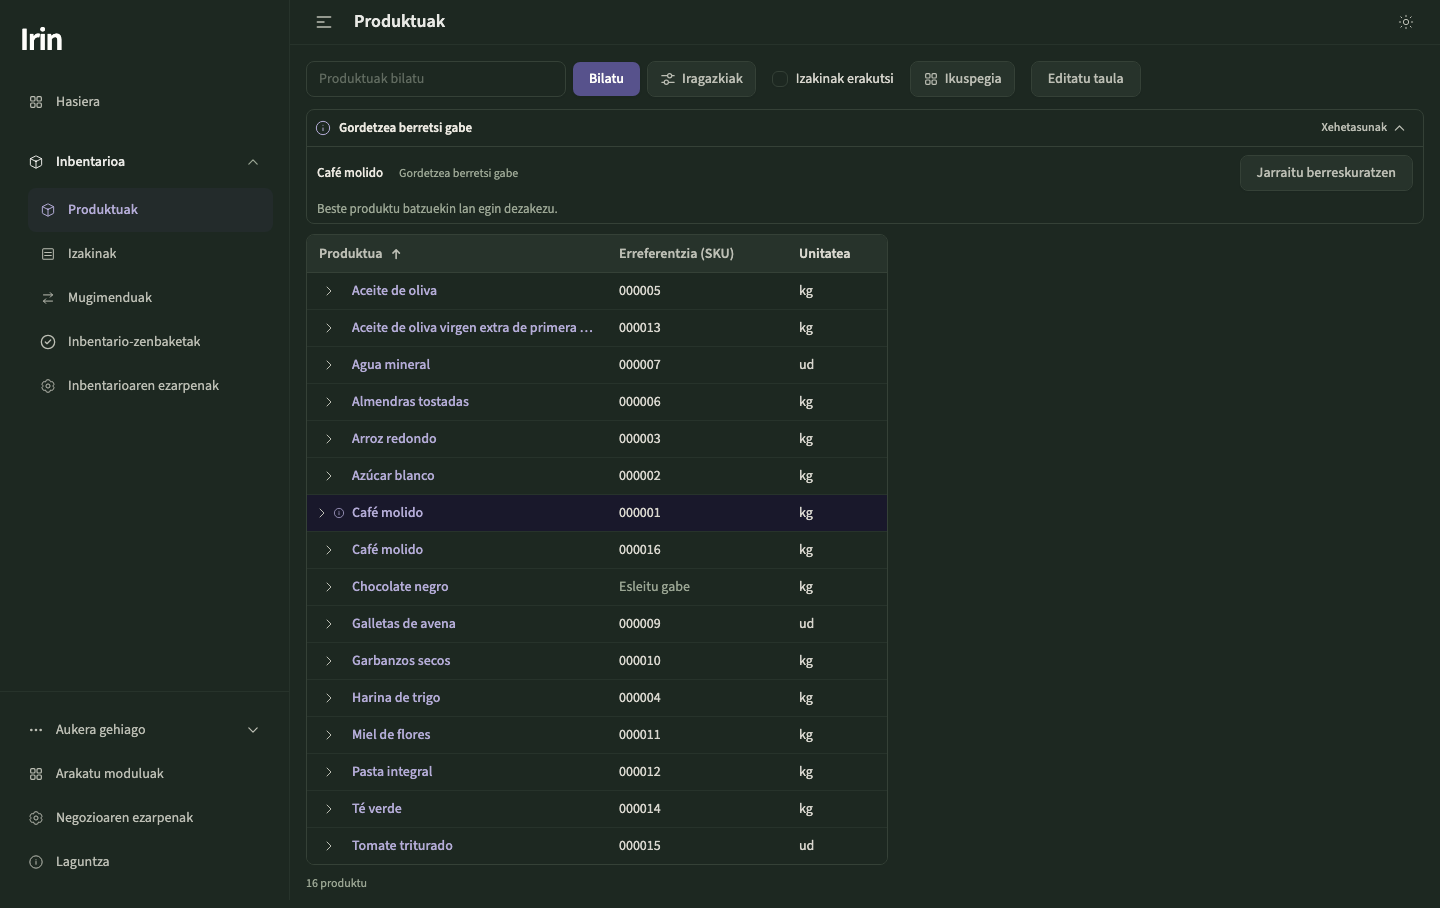 Irin
Produktuak
Hasiera
Inbentarioa
Produktuak
Izakinak
Mugimenduak
Inbentario-zenbaketak
Inbentarioaren ezarpenak
Aukera gehiago
Arakatu moduluak
Negozioaren ezarpenak
Laguntza
Produktuak bilatu
Bilatu
Iragazkiak
Izakinak erakutsi
Ikuspegia
Editatu taula
Gordetzea berretsi gabe
Xehetasunak
Café molido Gordetzea berretsi gabe
Jarraitu berreskuratzen
Beste produktu batzuekin lan egin dezakezu.
Produktua Erreferentzia (SKU) Unitatea
Aceite de oliva 000005 kg
Aceite de oliva virgen extra de primera … 000013 kg
Agua mineral 000007 ud
Almendras tostadas 000006 kg
Arroz redondo 000003 kg
Azúcar blanco 000002 kg
Café molido 000001 kg
Café molido 000016 kg
Chocolate negro Esleitu gabe kg
Galletas de avena 000009 ud
Garbanzos secos 000010 kg
Harina de trigo 000004 kg
Miel de flores 000011 kg
Pasta integral 000012 kg
Té verde 000014 kg
Tomate triturado 000015 ud
16 produktu